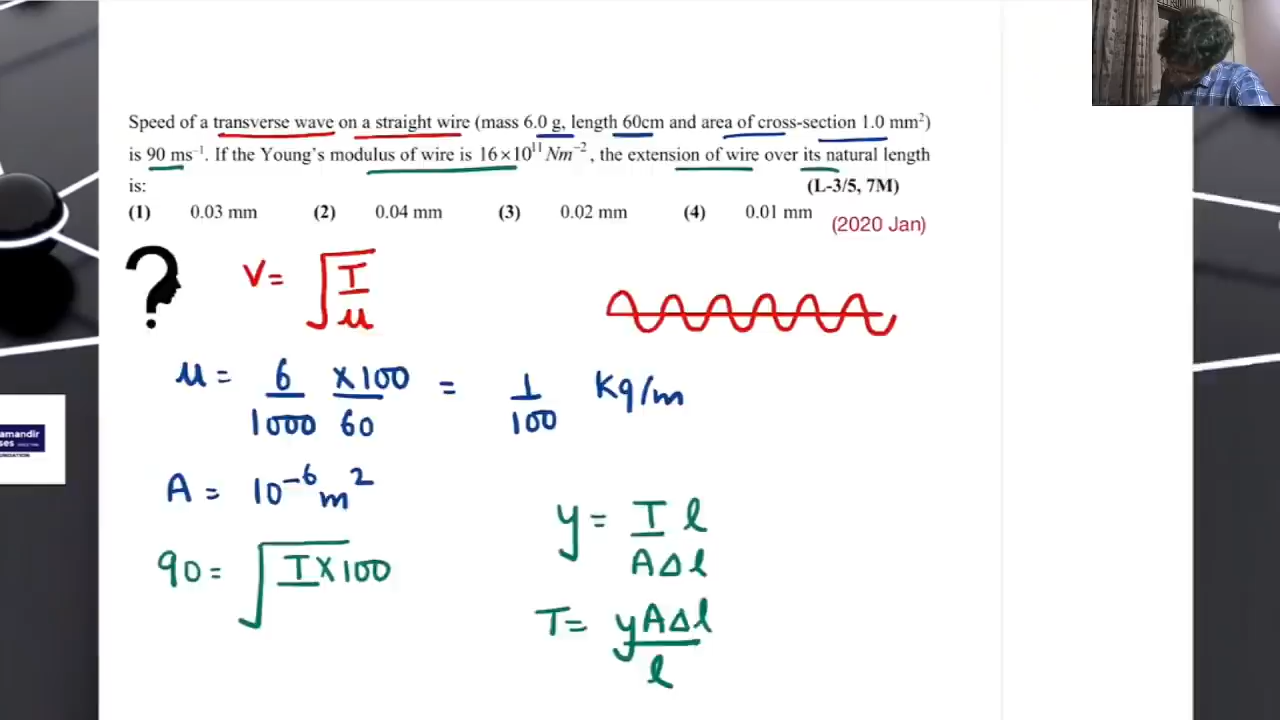 Speed of a transverse wave on a straight wire (mass 6.0 g, length 60cm and area of cross-section 1.0 mm²)
is 90 ms⁻¹. If the Young's modulus of wire is 16×10¹¹ Nm⁻², the extension of wire over its natural length
is:
(L-3/5, 7M)
(1) 0.03 mm (2) 0.04 mm (3) 0.02 mm (4) 0.01 mm
(2020 Jan)
V = √(T/μ)
μ = 6/1000 ×100/60 = 1/100 kg/m
A = 10⁻⁶ m²
90 = √(T×100)
y = T l / A Δ l
T = y A Δ l / l
amandir
ses
FOUNDATION